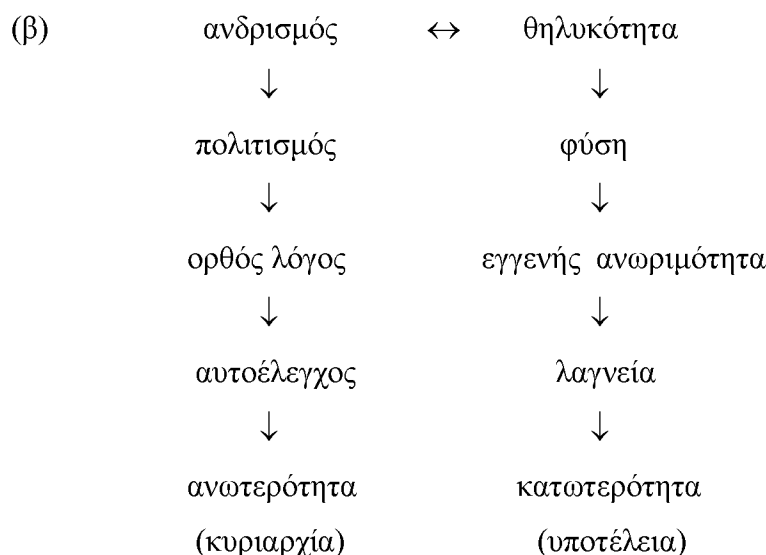 (β) ανδρισμός ↔ θηλυκότητα
↓ ↓
πολιτισμός φύση
↓ ↓
ορθός λόγος εγγενής ανωριμότητα
↓ ↓
αυτοέλεγχος λαγνεία
↓ ↓
ανωτερότητα κατωτερότητα
(κυριαρχία) (υποτέλεια)